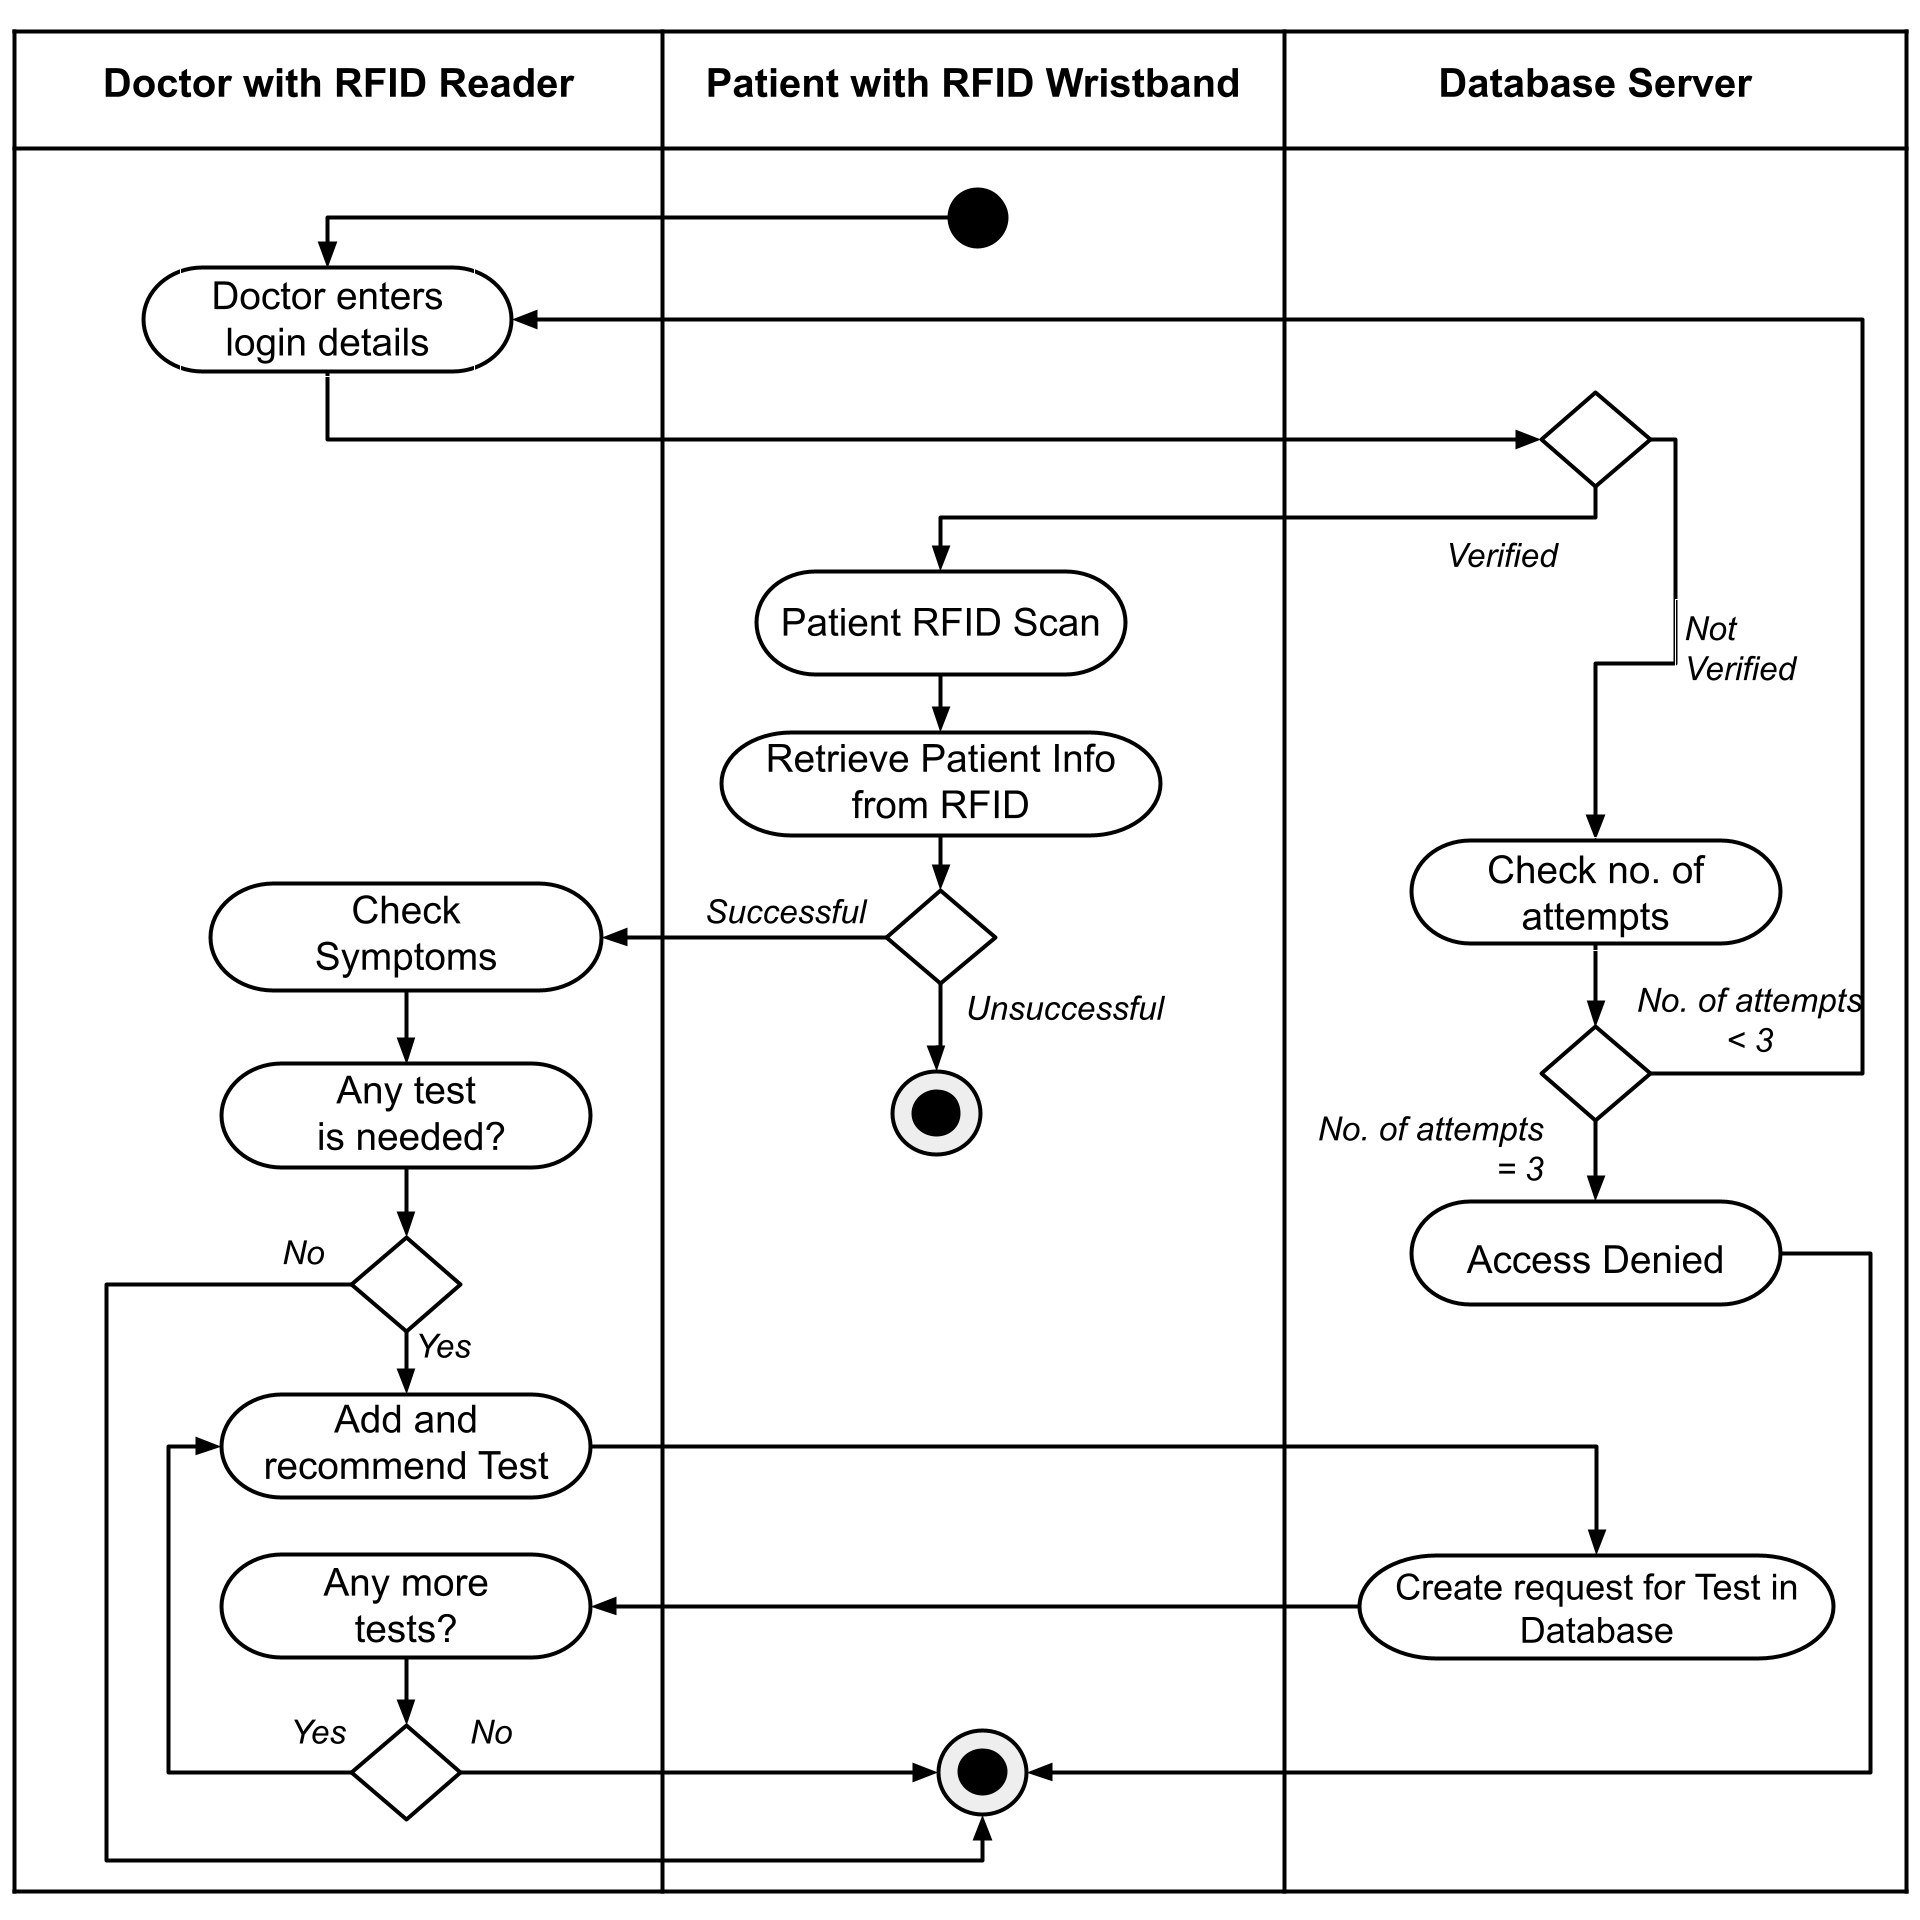 Doctor with RFID Reader
Patient with RFID Wristband
Database Server
Doctor enters
login details
Verified
Patient RFID Scan
Not
Verified
Retrieve Patient Info
from RFID
Check no. of
attempts
Successful
Check
Symptoms
Unsuccessful
No. of attempts
< 3
Any test
is needed?
No. of attempts
= 3
Access Denied
No
Yes
Add and
recommend Test
Create request for Test in
Database
Any more
tests?
Yes
No